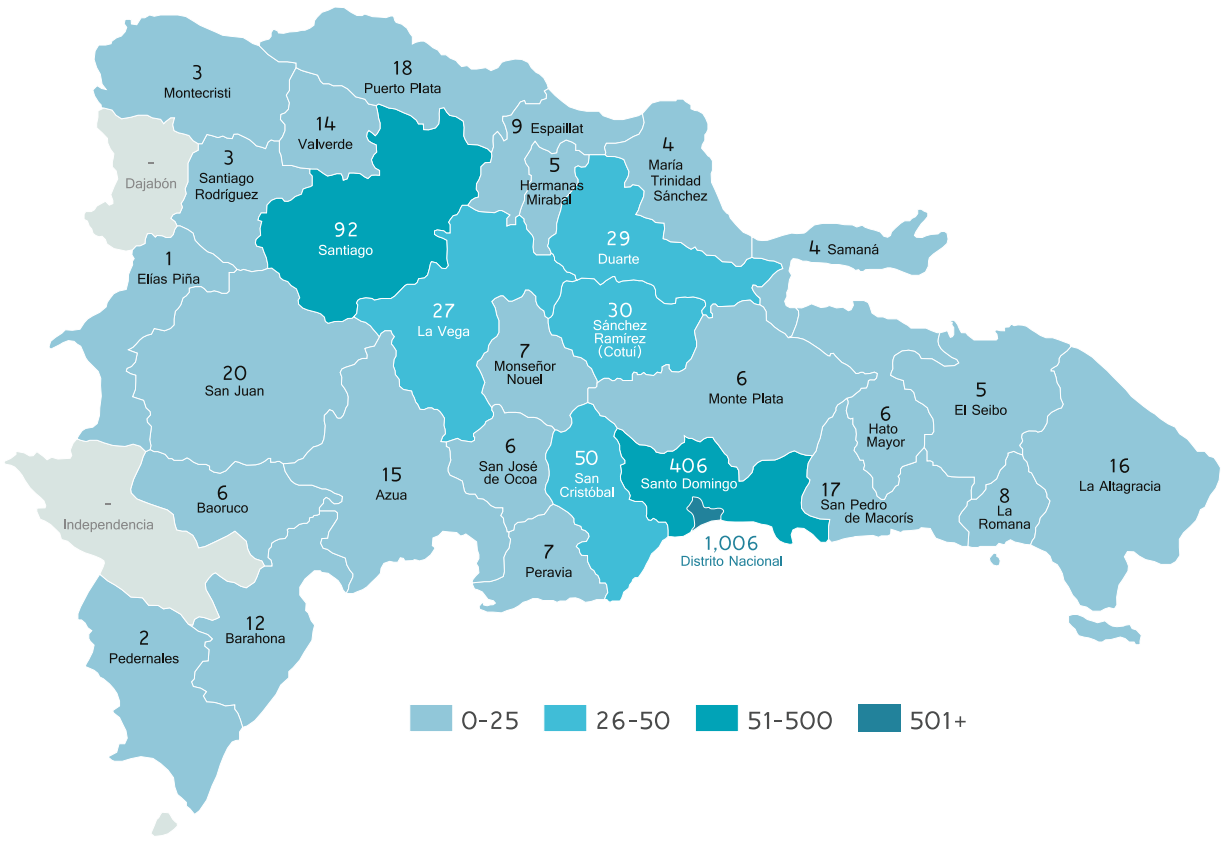 3
Montecristi
18
Puerto Plata
14
Valverde
9 Espaillat
4
María
Trinidad
Sánchez
-
Dajabón
3
Santiago
Rodríguez
5
Hermanas
Mirabal
92
Santiago
29
Duarte
4 Samaná
1
Elías Piña
27
La Vega
30
Sánchez
Ramírez
(Cotuí)
7
Monseñor
Nouel
20
San Juan
6
Monte Plata
5
El Seibo
6
Hato
Mayor
6
San José
de Ocoa
50
San
Cristóbal
406
Santo Domingo
15
Azua
16
La Altagracia
6
Baoruco
-
Independencia
17
San Pedro
de Macorís
8
La
Romana
1,006
Distrito Nacional
7
Peravia
12
Barahona
2
Pedernales
0-25
26-50
51-500
501+